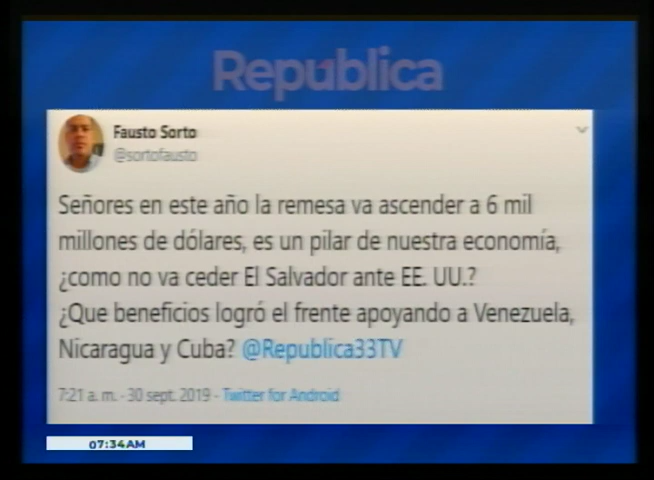 República
Fausto Sorto
@sortofausto
Señores en este año la remesa va ascender a 6 mil
millones de dólares, es un pilar de nuestra economía,
¿como no va ceder El Salvador ante EE. UU.?
¿Que beneficios logró el frente apoyando a Venezuela,
Nicaragua y Cuba? @Republica33TV
7:21 a. m. - 30 sept. 2019 - Twitter for Android
07:34AM